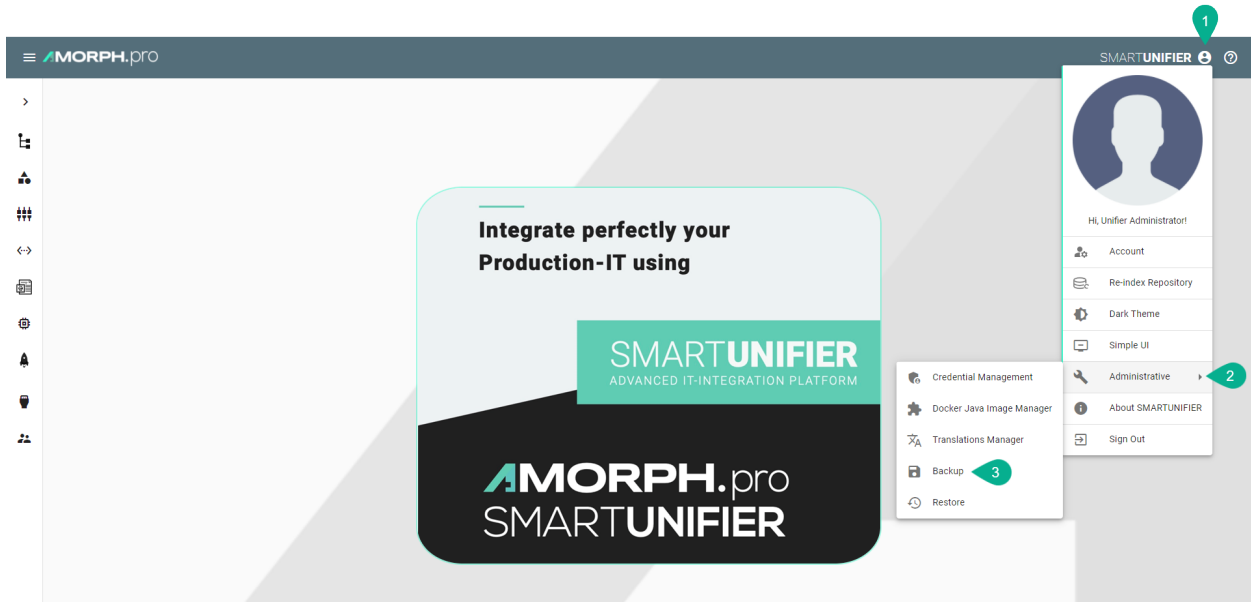 1
AMORPH.pro
SMARTUNIFIER
Hi, Unifier Administrator!
Account
Re-index Repository
Dark Theme
Simple UI
Administrative
2
About SMARTUNIFIER
Sign Out
Credential Management
Docker Java Image Manager
Translations Manager
Backup
3
Restore
Integrate perfectly your
Production-IT using
SMARTUNIFIER
ADVANCED IT-INTEGRATION PLATFORM
AMORPH.pro
SMARTUNIFIER